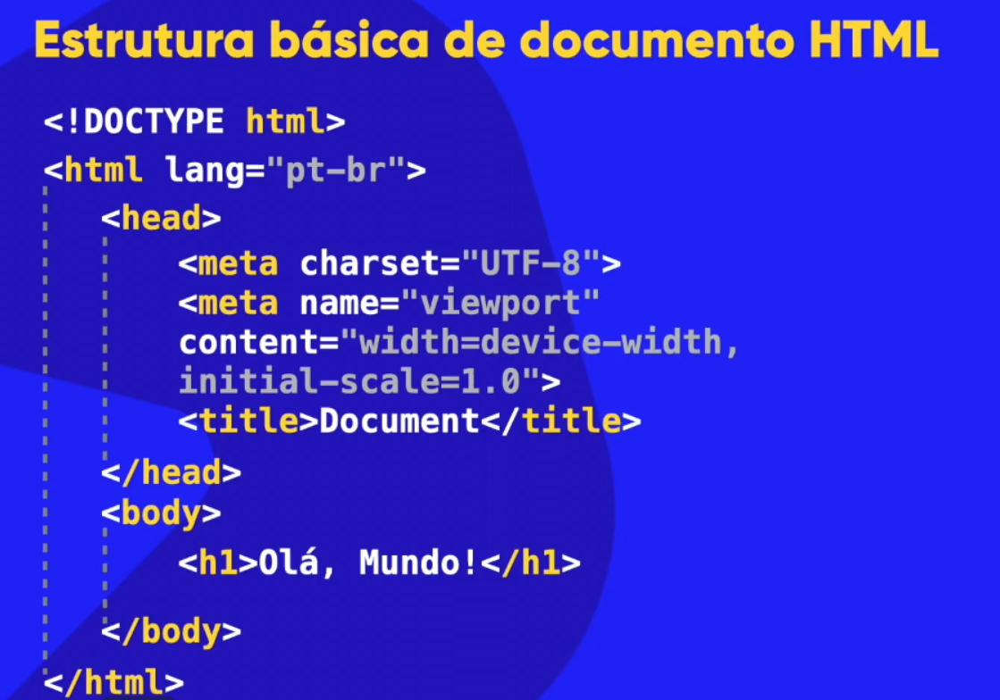 Estrutura básica de documento HTML
<!DOCTYPE html>
<html lang="pt-br">
<head>
<meta charset="UTF-8">
<meta name="viewport"
content="width=device-width,
initial-scale=1.0">
<title>Document</title>
</head>
<body>
<h1>Olá, Mundo!</h1>
</body>
</html>